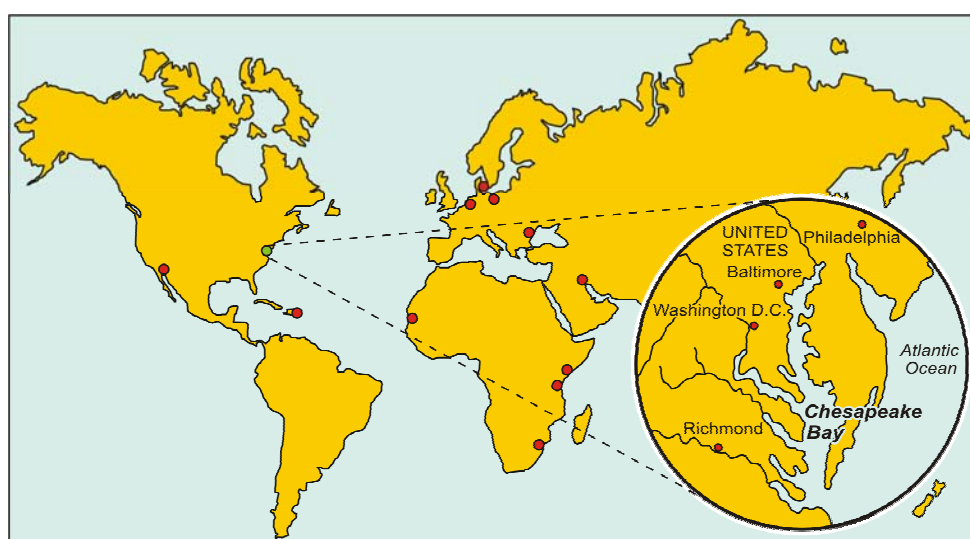 UNITED
STATES
Philadelphia
Baltimore
Washington D.C.
Atlantic
Ocean
Chesapeake
Bay
Richmond